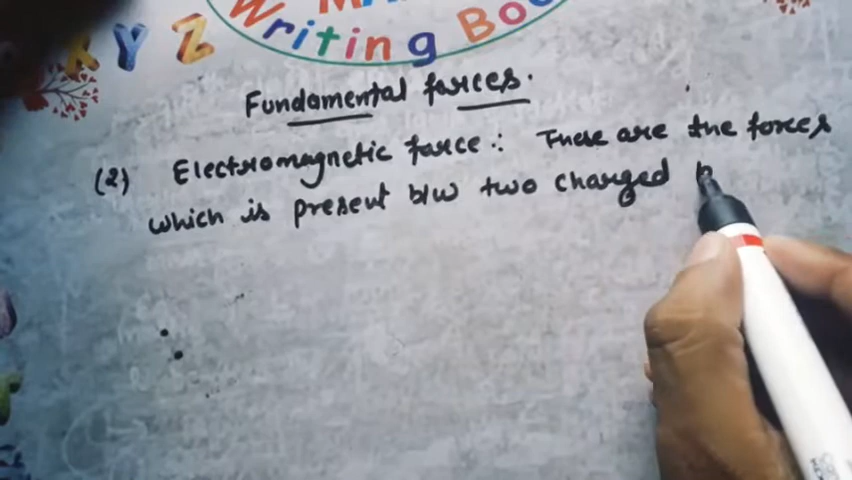 X Y Z
Writing Boo
Fundamental forces.
(2) Electromagnetic force :- These are the forces
which is present b/w two charged